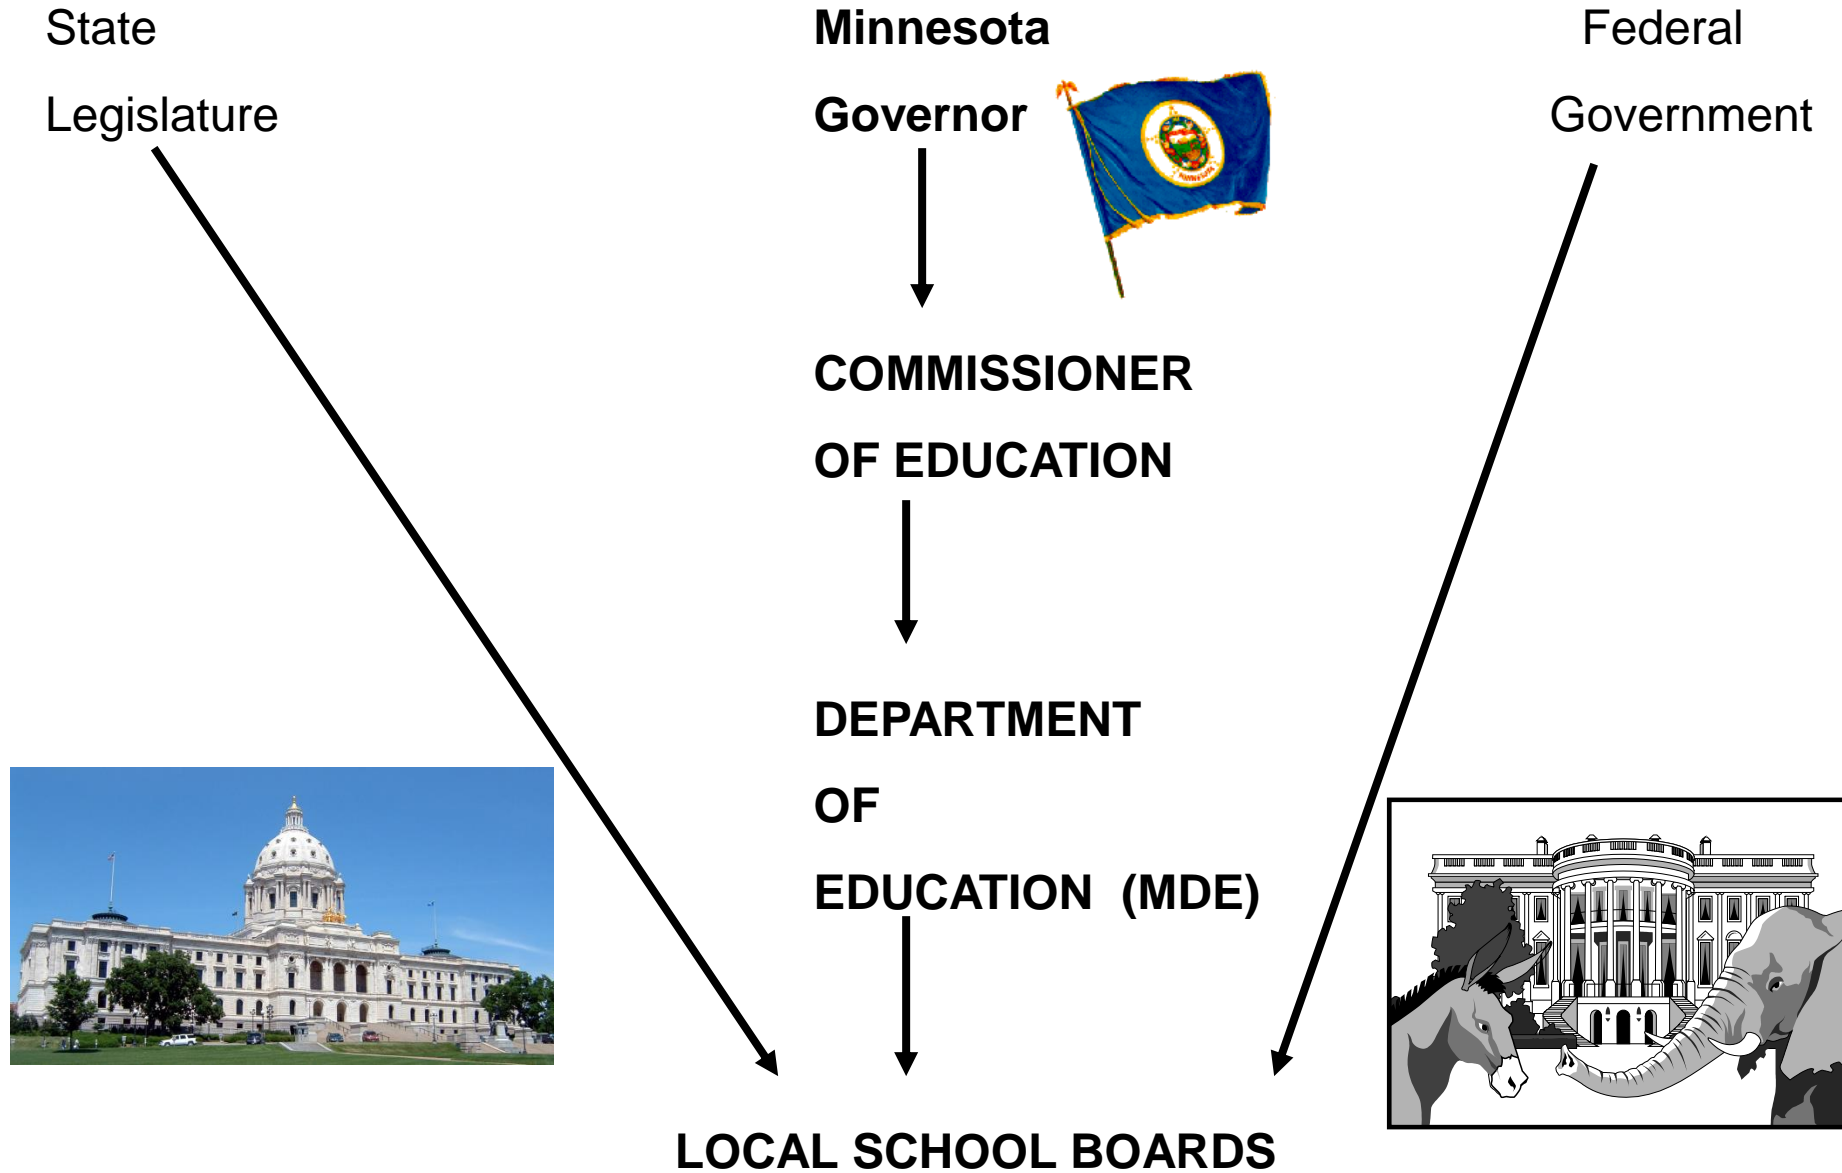 State
Legislature
Minnesota
Governor
Federal
Government
COMMISSIONER
OF EDUCATION
DEPARTMENT
OF
EDUCATION (MDE)
LOCAL SCHOOL BOARDS